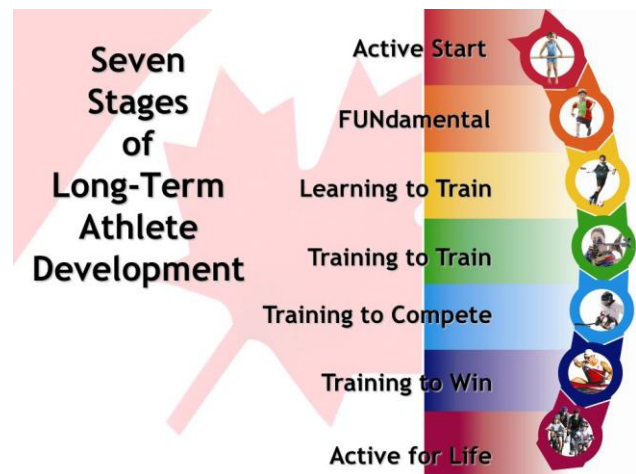 Seven
Stages
of
Long-Term
Athlete
Development
Active Start
FUNdamental
Learning to Train
Training to Train
Training to Compete
Training to Win
Active for Life